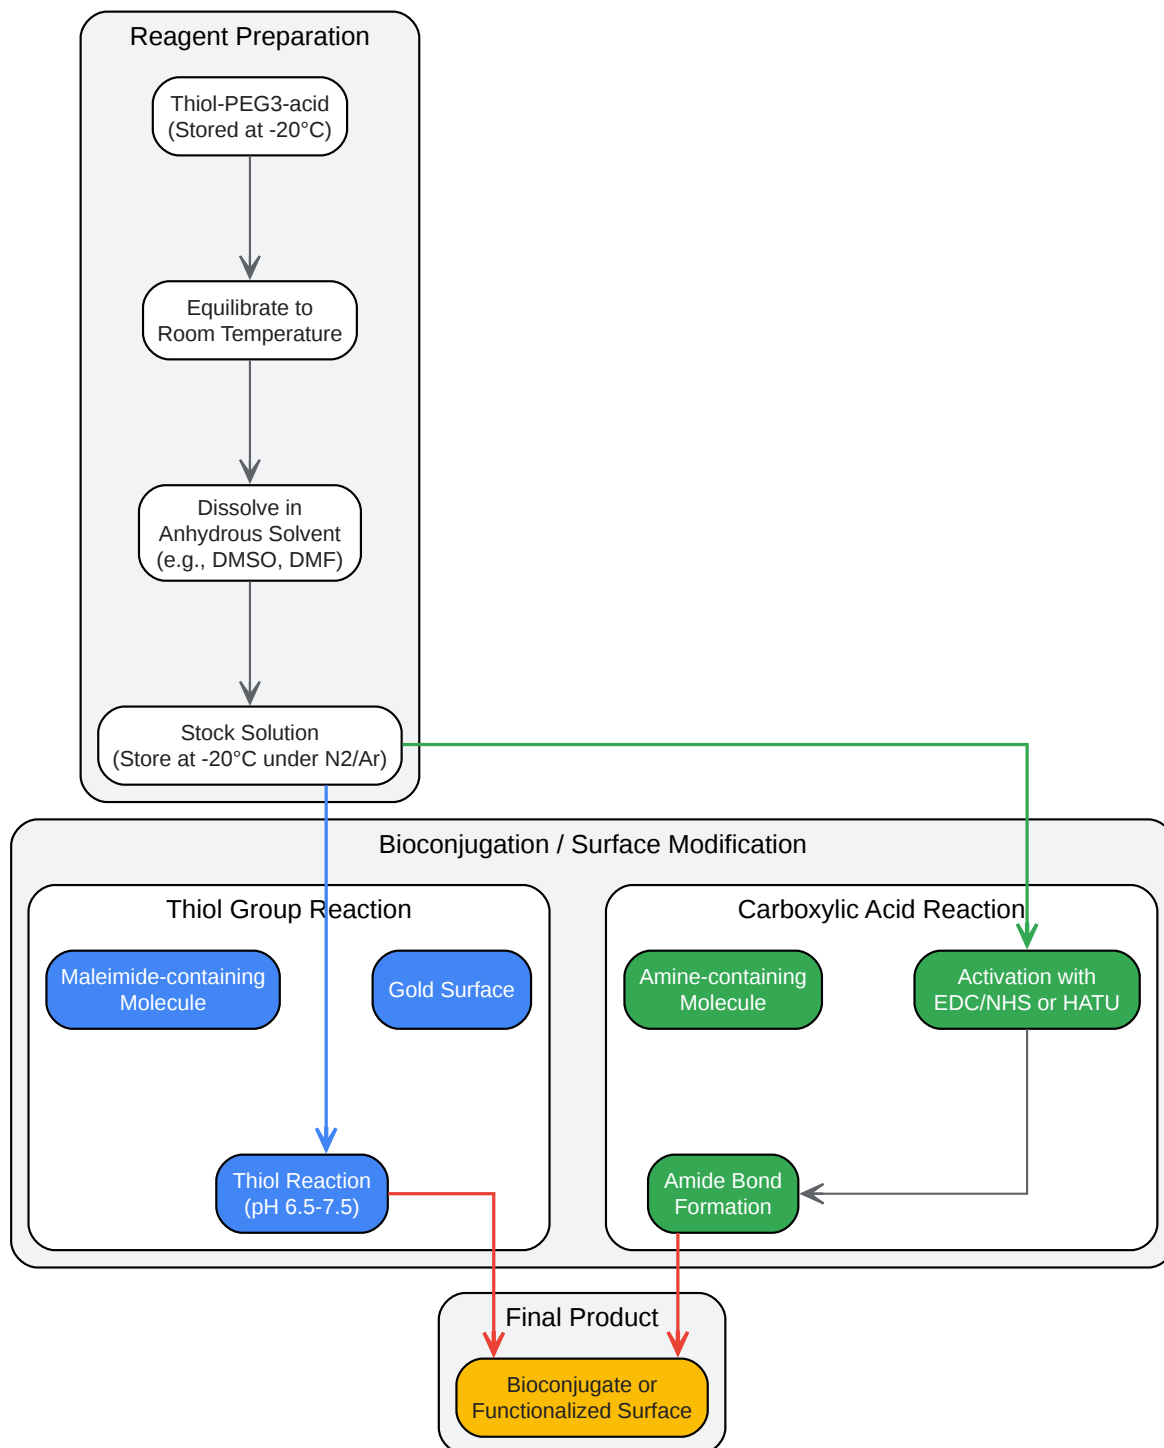 Reagent Preparation
Thiol-PEG3-acid
(Stored at -20°C)
Equilibrate to
Room Temperature
Dissolve in
Anhydrous Solvent
(e.g., DMSO, DMF)
Stock Solution
(Store at -20°C under N2/Ar)
Bioconjugation / Surface Modification
Thiol Group Reaction
Maleimide-containing
Molecule
Gold Surface
Thiol Reaction
(pH 6.5-7.5)
Carboxylic Acid Reaction
Amine-containing
Molecule
Activation with
EDC/NHS or HATU
Amide Bond
Formation
Final Product
Bioconjugate or
Functionalized Surface